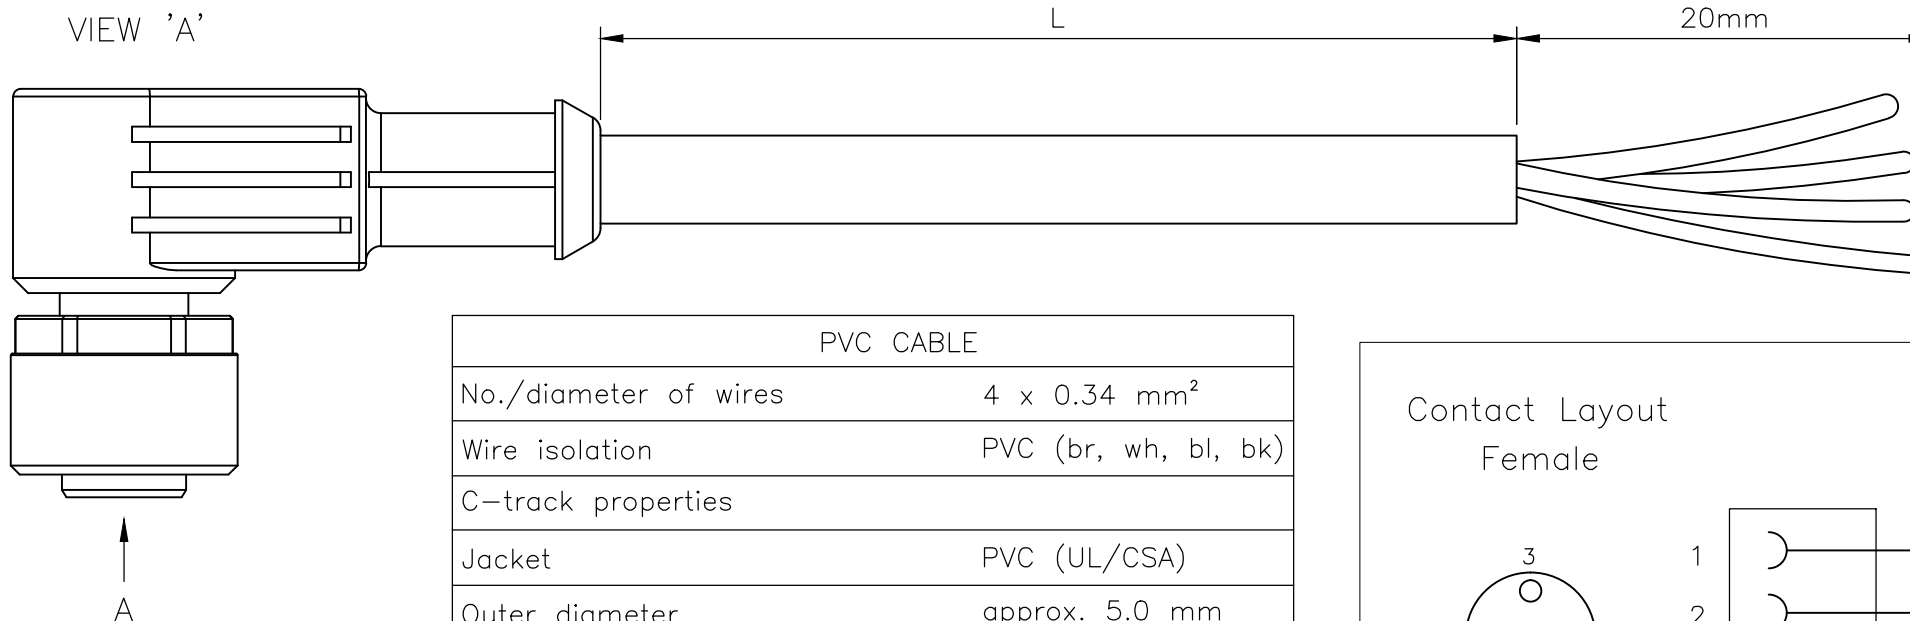 VIEW 'A'
L
20mm
PVC CABLE
No./diameter of wires 4 x 0.34 mm²
Wire isolation PVC (br, wh, bl, bk)
C-track properties
Jacket PVC (UL/CSA)
Outer diameter approx. 5.0 mm
A
Contact Layout
Female
3
1
2